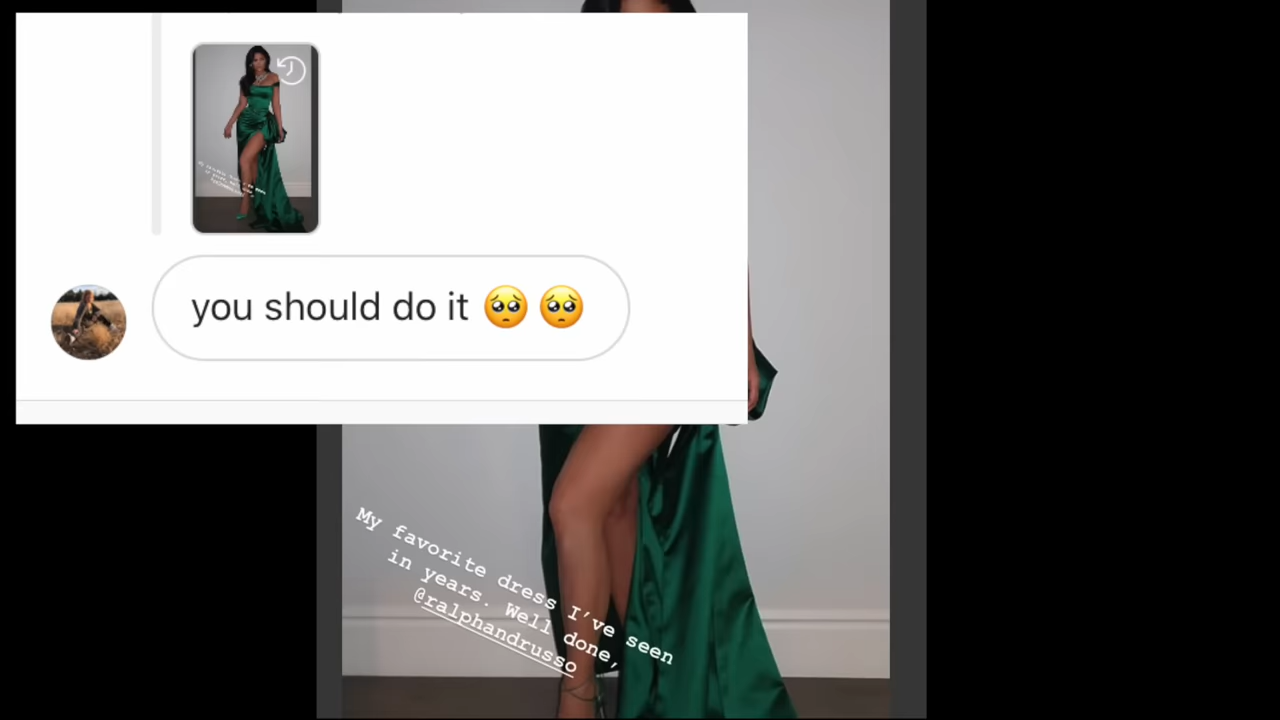 you should do it 🥺 🥺
My favorite dress I've seen
in years. Well done,
@ralphandrusso